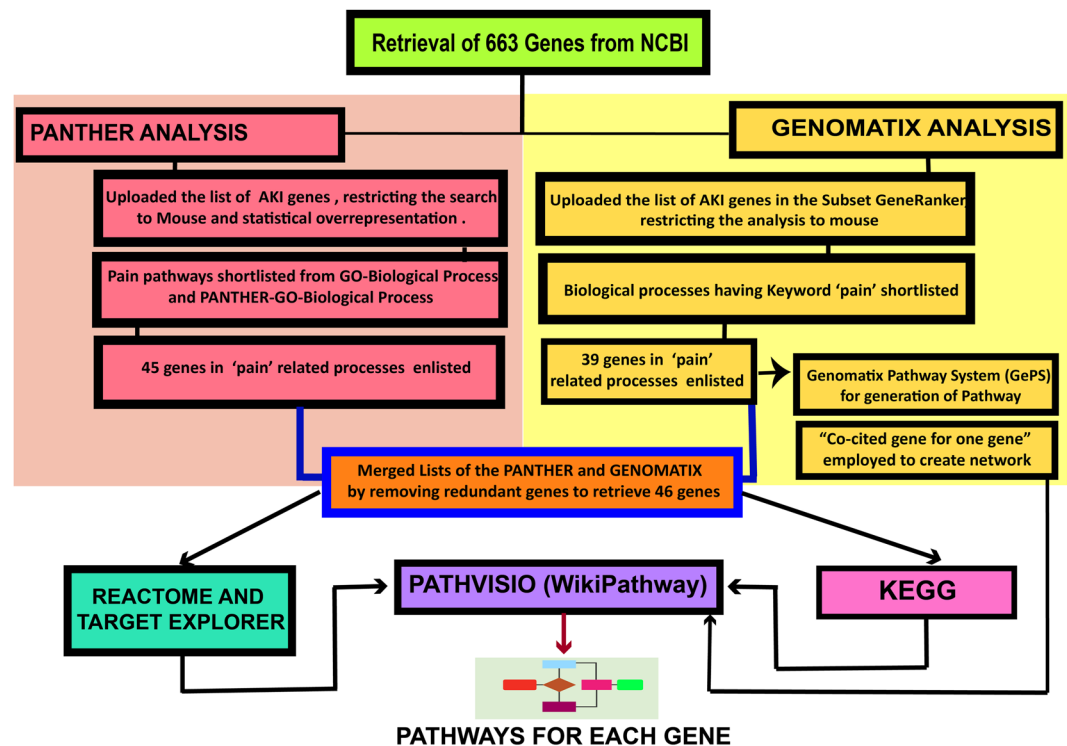 Retrieval of 663 Genes from NCBI
PANTHER ANALYSIS
Uploaded the list of AKI genes , restricting the search
to Mouse and statistical overrepresentation .
Pain pathways shortlisted from GO-Biological Process
and PANTHER-GO-Biological Process
45 genes in ‘pain’ related processes enlisted
GENOMATIX ANALYSIS
Uploaded the list of AKI genes in the Subset GeneRanker
restricting the analysis to mouse
Biological processes having Keyword ‘pain’ shortlisted
39 genes in ‘pain’
related processes enlisted
Genomatix Pathway System (GePS)
for generation of Pathway
“Co-cited gene for one gene”
employed to create network
Merged Lists of the PANTHER and GENOMATIX
by removing redundant genes to retrieve 46 genes
REACTOME AND
TARGET EXPLORER
PATHVISIO (WikiPathway)
KEGG
PATHWAYS FOR EACH GENE